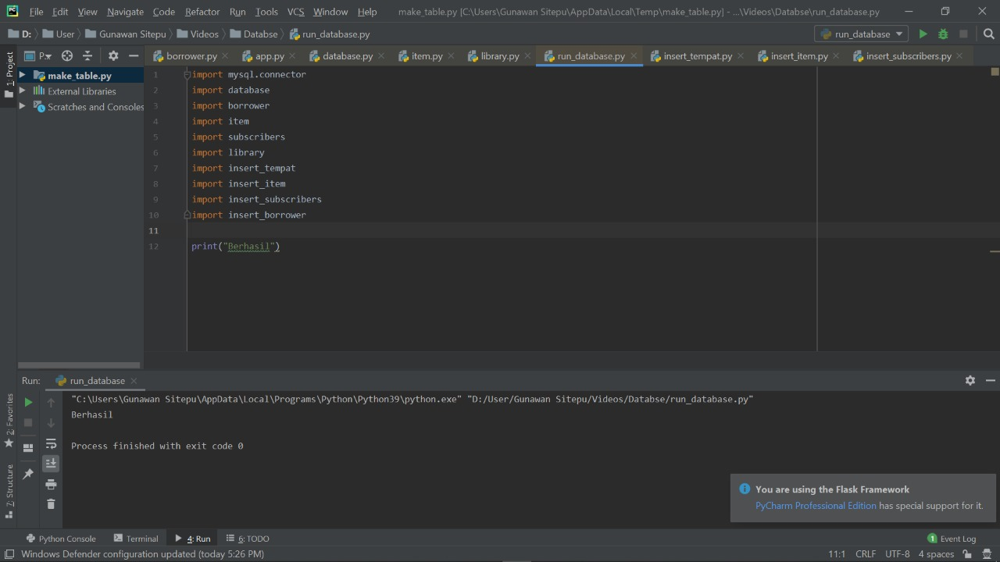 File Edit View Navigate Code Refactor Run Tools VCS Window Help make_table.py [C:\Users\Gunawan Sitepu\AppData\Local\Temp\make_table.py] - ...\Videos\Databse\run_database.py
D: User Gunawan Sitepu Videos Databse run_database.py run_database
P... borrower.py app.py database.py item.py library.py run_database.py insert_tempat.py insert_item.py insert_subscribers.py
1: Project
make_table.py
External Libraries
Scratches and Consoles
1 import mysql.connector
2 import database
3 import borrower
4 import item
5 import subscribers
6 import library
7 import insert_tempat
8 import insert_item
9 import insert_subscribers
10 import insert_borrower
11
12 print("Berhasil")
Run: run_database
"C:\Users\Gunawan Sitepu\AppData\Local\Programs\Python\Python39\python.exe" "D:/User/Gunawan Sitepu/Videos/Databse/run_database.py"
Berhasil
Process finished with exit code 0
2: Favorites
7: Structure
You are using the Flask Framework
PyCharm Professional Edition has special support for it.
Python Console Terminal 4: Run 6: TODO 1 Event Log
Windows Defender configuration updated (today 5:26 PM) 11:1 CRLF UTF-8 4 spaces